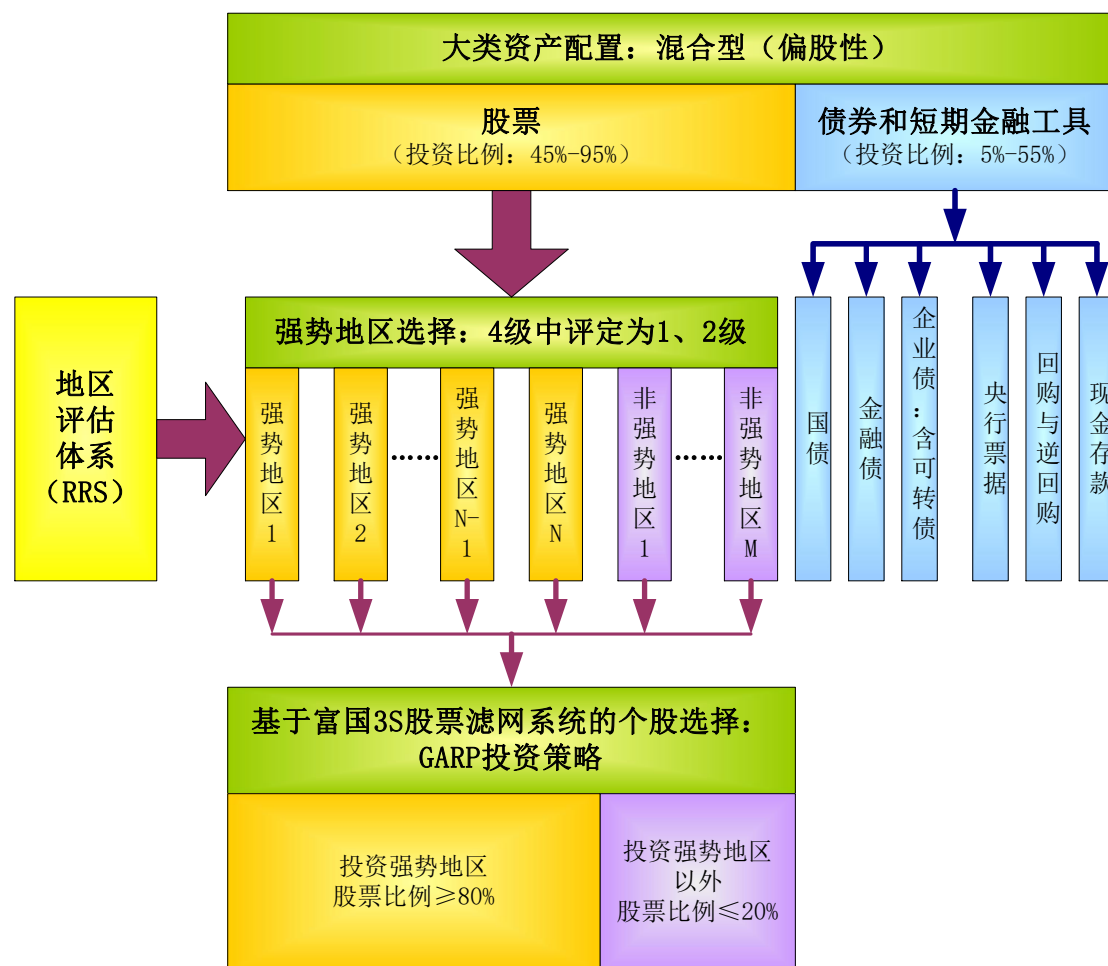 大类资产配置：混合型（偏股性）
股票
（投资比例：45%-95%）
债券和短期金融工具
（投资比例：5%-55%）
地区
评估
体系
（RRS）
强势地区选择：4级中评定为1、2级
强势地区1
强势地区2
……
强势地区N-1
强势地区N
非强势地区1
……
非强势地区M
国债
金融债
企业债：含可转债
央行票据
回购与逆回购
现金存款
基于富国3S股票滤网系统的个股选择：
GARP投资策略
投资强势地区
股票比例≥80%
投资强势地区
以外
股票比例≤20%